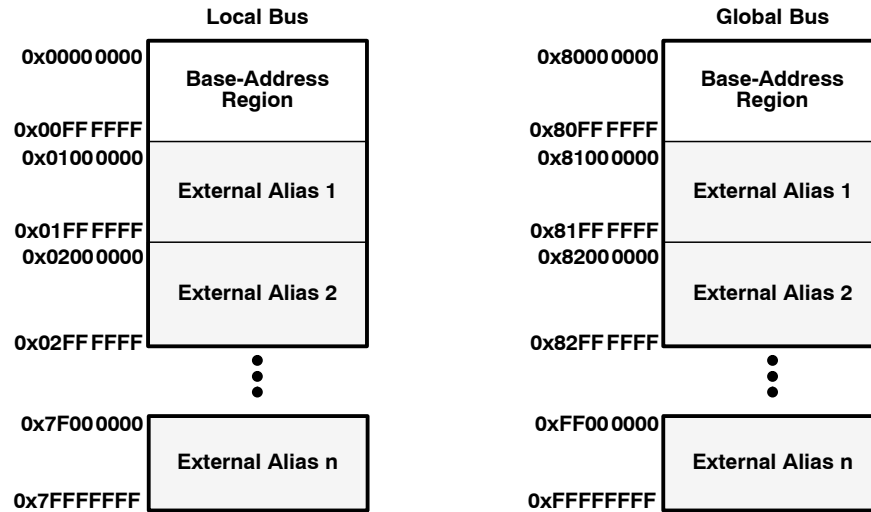 Local Bus
0x0000 0000
Base-Address
Region
0x00FF FFFF
0x0100 0000
External Alias 1
0x01FF FFFF
0x0200 0000
External Alias 2
0x02FF FFFF
0x7F00 0000
External Alias n
0x7FFFFFFF
Global Bus
0x8000 0000
Base-Address
Region
0x80FF FFFF
0x8100 0000
External Alias 1
0x81FF FFFF
0x8200 0000
External Alias 2
0x82FF FFFF
0xFF00 0000
External Alias n
0xFFFFFFFF